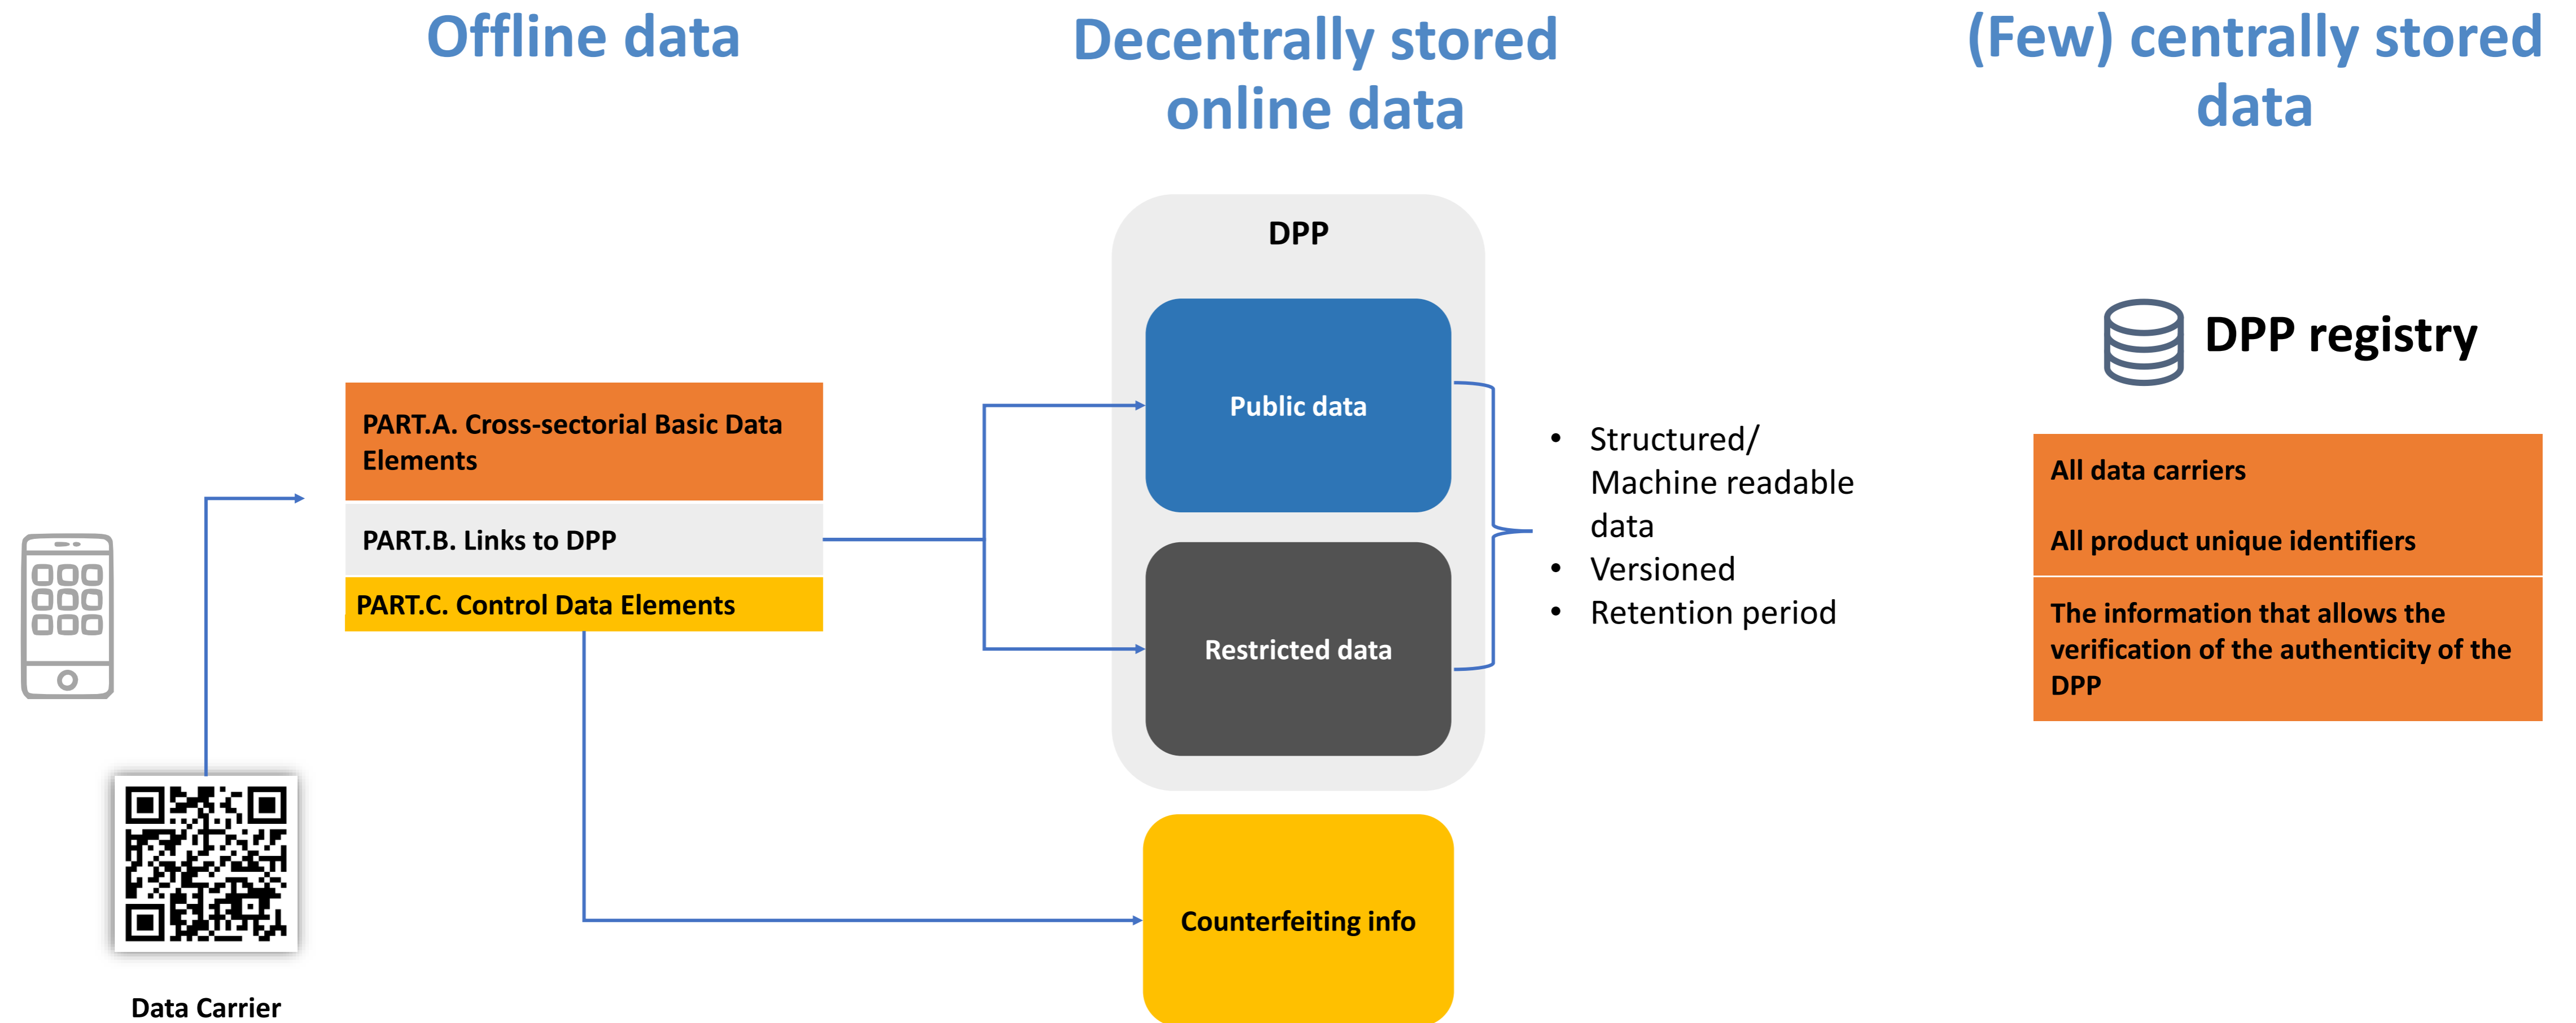 Offline data
Decentrally stored
online data
(Few) centrally stored
data
PART.A. Cross-sectorial Basic Data
Elements
PART.B. Links to DPP
PART.C. Control Data Elements
Data Carrier
DPP
Public data
Restricted data
Counterfeiting info
• Structured/
Machine readable
data
• Versioned
• Retention period
DPP registry
All data carriers
All product unique identifiers
The information that allows the
verification of the authenticity of the
DPP